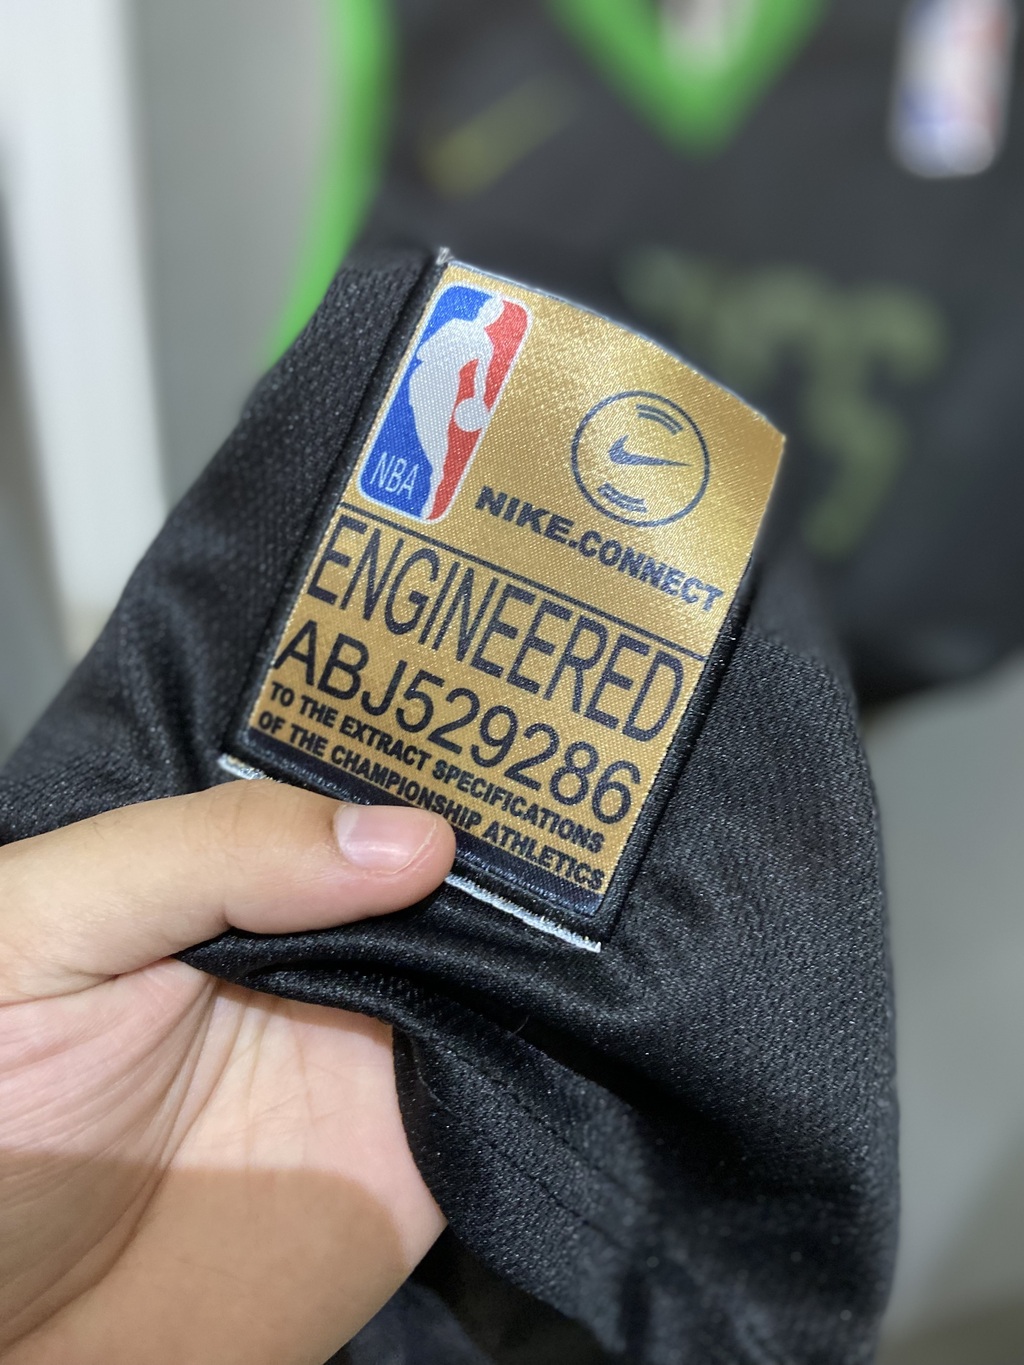 NBA
NIKE.CONNECT
ENGINEERED
ABJ529286
TO THE EXTRACT SPECIFICATIONS
OF THE CHAMPIONSHIP ATHLETICS